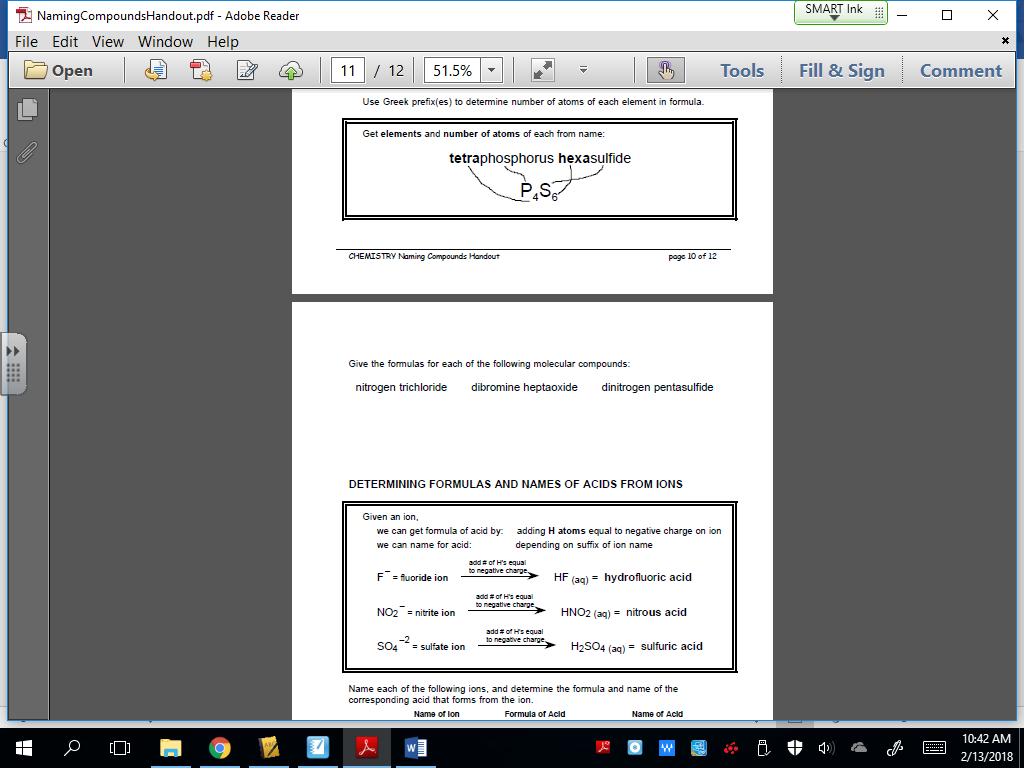 NamingCompoundsHandout.pdf - Adobe Reader
SMART Ink
File Edit View Window Help
Open
11 / 12
51.5%
Tools
Fill & Sign
Comment
Use Greek prefix(es) to determine number of atoms of each element in formula.
Get elements and number of atoms of each from name:
tetraphosphorus hexasulfide
P4S6
CHEMISTRY Naming Compounds Handout page 10 of 12
Give the formulas for each of the following molecular compounds:
nitrogen trichloride dibromine heptaoxide dinitrogen pentasulfide
DETERMINING FORMULAS AND NAMES OF ACIDS FROM IONS
Given an ion,
we can get formula of acid by: adding H atoms equal to negative charge on ion
we can name for acid: depending on suffix of ion name
add # of H's equal
to negative charge
F− = fluoride ion HF (aq) = hydrofluoric acid
add # of H's equal
to negative charge
NO2− = nitrite ion HNO2 (aq) = nitrous acid
add # of H's equal
to negative charge
SO4−2 = sulfate ion H2SO4 (aq) = sulfuric acid
Name each of the following ions, and determine the formula and name of the
corresponding acid that forms from the ion.
Name of Ion Formula of Acid Name of Acid
10:42 AM
2/13/2018